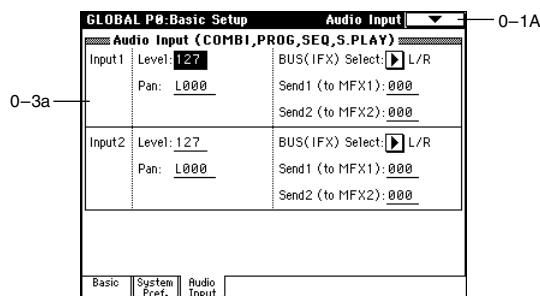 GLOBAL P0:Basic Setup Audio Input
0–1A
Audio Input (COMBI,PROG,SEQ,S.PLAY)
Input1 Level:127 BUS(IFX) Select: L/R
Pan: L000 Send1 (to MFX1):000
0–3a
Send2 (to MFX2):000
Input2 Level:127 BUS(IFX) Select: L/R
Pan: L000 Send1 (to MFX1):000
Send2 (to MFX2):000
Basic System Audio
Pref. Input